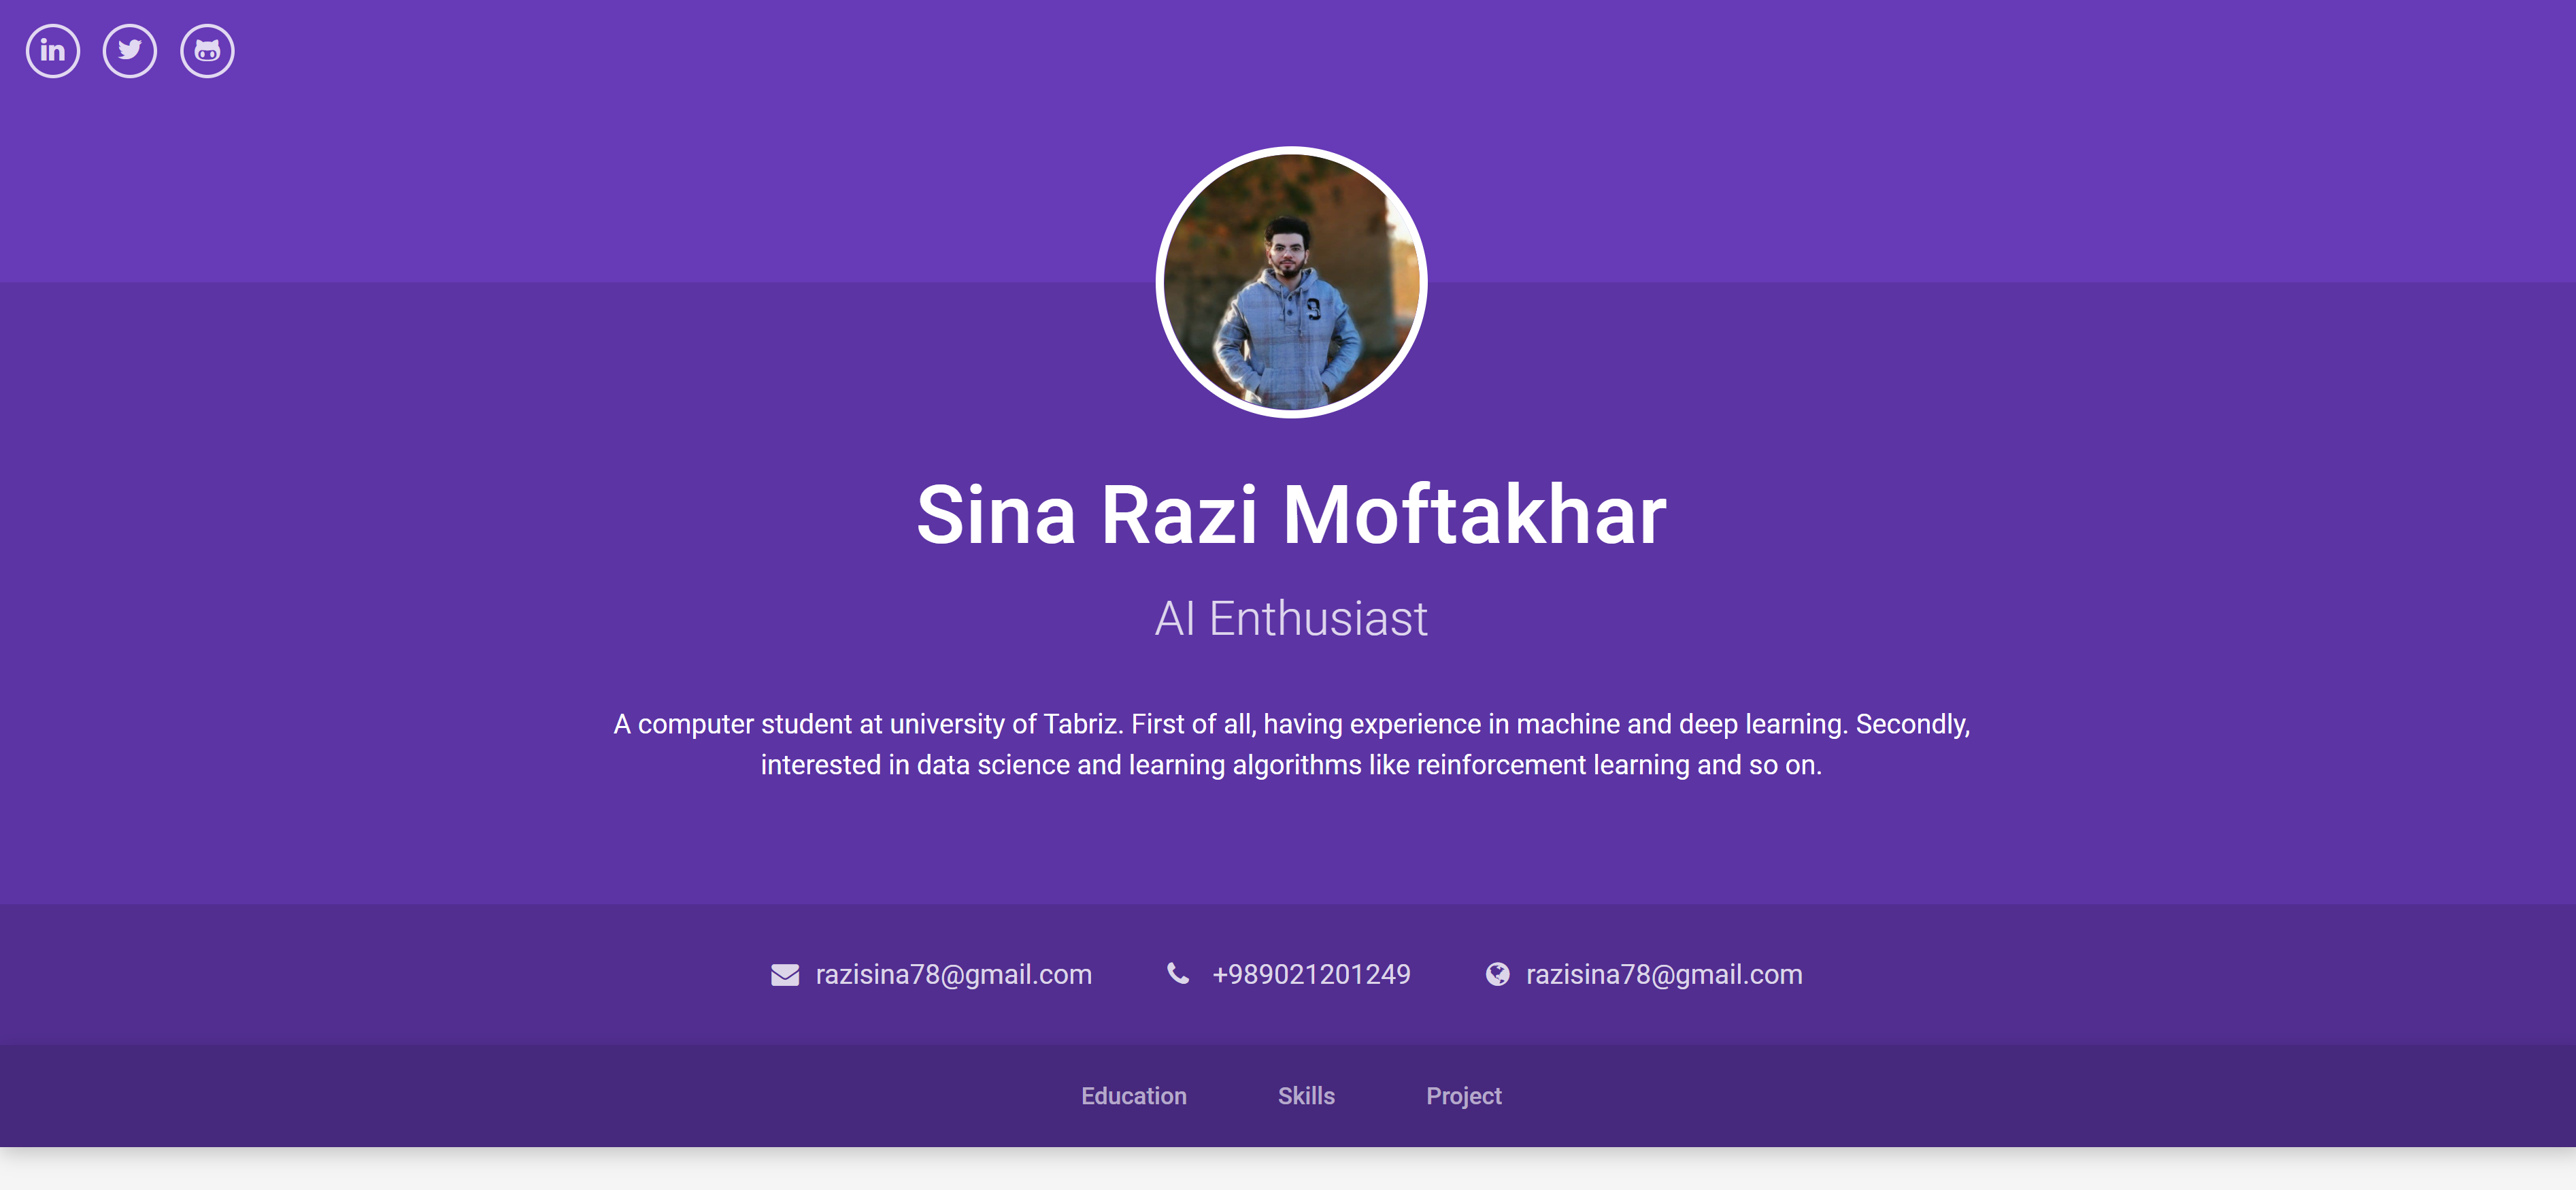 Sina Razi Moftakhar
AI Enthusiast
A computer student at university of Tabriz. First of all, having experience in machine and deep learning. Secondly,
interested in data science and learning algorithms like reinforcement learning and so on.
razisina78@gmail.com +989021201249 razisina78@gmail.com
Education Skills Project